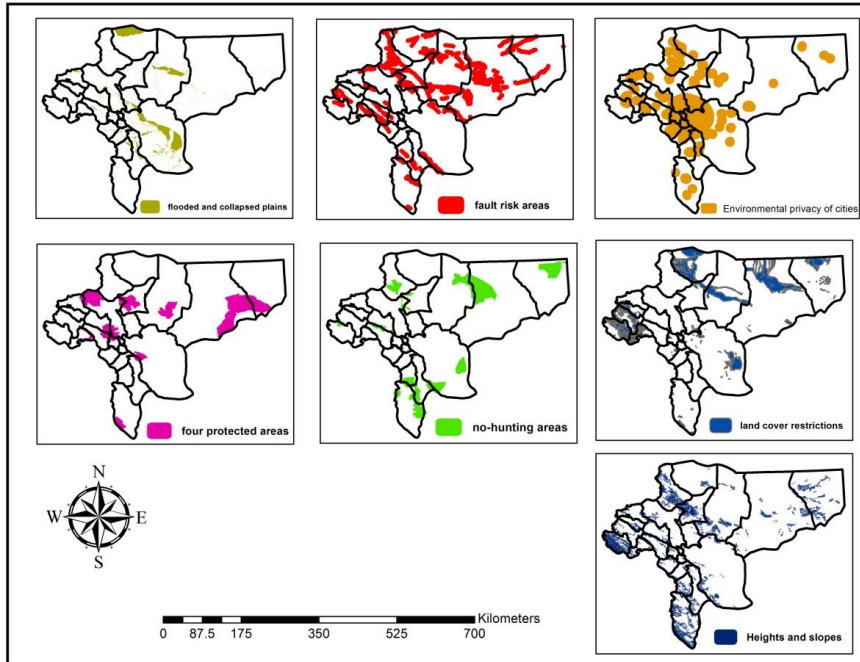 flooded and collapsed plains
fault risk areas
Environmental privacy of cities
four protected areas
no-hunting areas
land cover restrictions
N
W
E
S
Heights and slopes
Kilometers
0 87.5 175 350 525 700